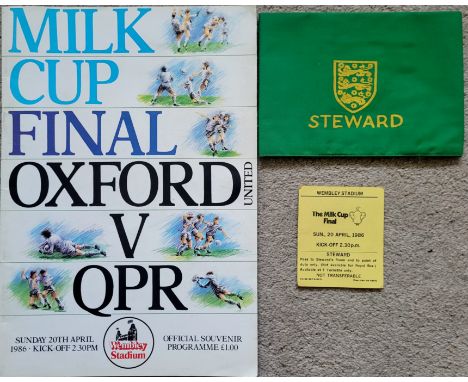 MILK
CUP
FINAL
OXFORD
UNITED
V
QPR
SUNDAY 20TH APRIL
1986 · KICK-OFF 2.30PM
Wembley
Stadium
OFFICIAL SOUVENIR
PROGRAMME £1.00
STEWARD
WEMBLEY STADIUM
The Milk Cup
Final
SUN., 20 APRIL, 1986
KICK-OFF 2.30p.m.
STEWARD
NOT TRANSFERABLE